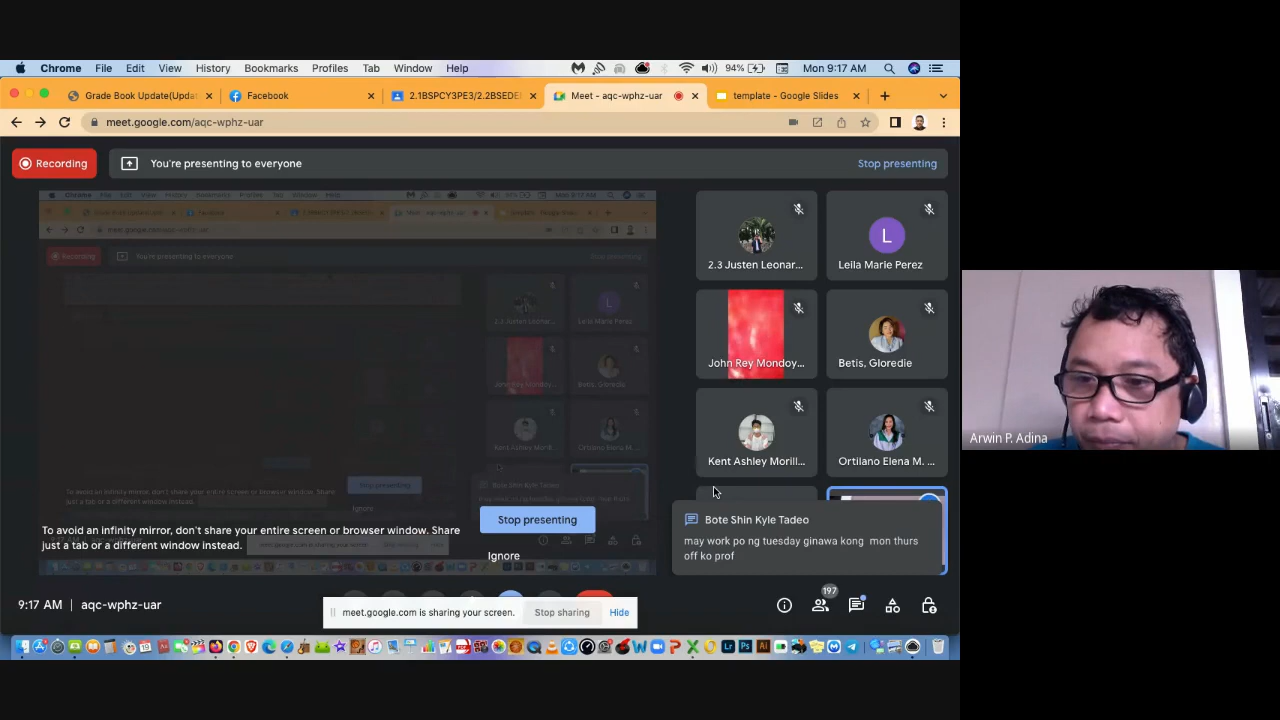 Chrome File Edit View History Bookmarks Profiles Tab Window Help 94% Mon 9:17 AM
Grade Book Update(Upda Facebook 2.1BSPCY3PE3/2.2BSEDE Meet - aqc-wphz-uar template - Google Slides
meet.google.com/aqc-wphz-uar
Recording You're presenting to everyone Stop presenting
2.3 Justen Leonar... L Leila Marie Perez
John Rey Mondoy... Betis, Gloredie
Kent Ashley Morill... Ortilano Elena M. ...
Arwin P. Adina
Bote Shin Kyle Tadeo
may work po ng tuesday ginawa kong mon thurs
off ko prof
To avoid an infinity mirror, don't share your entire screen or browser window. Share
just a tab or a different window instead.
Stop presenting
Ignore
9:17 AM | aqc-wphz-uar
meet.google.com is sharing your screen. Stop sharing Hide
197